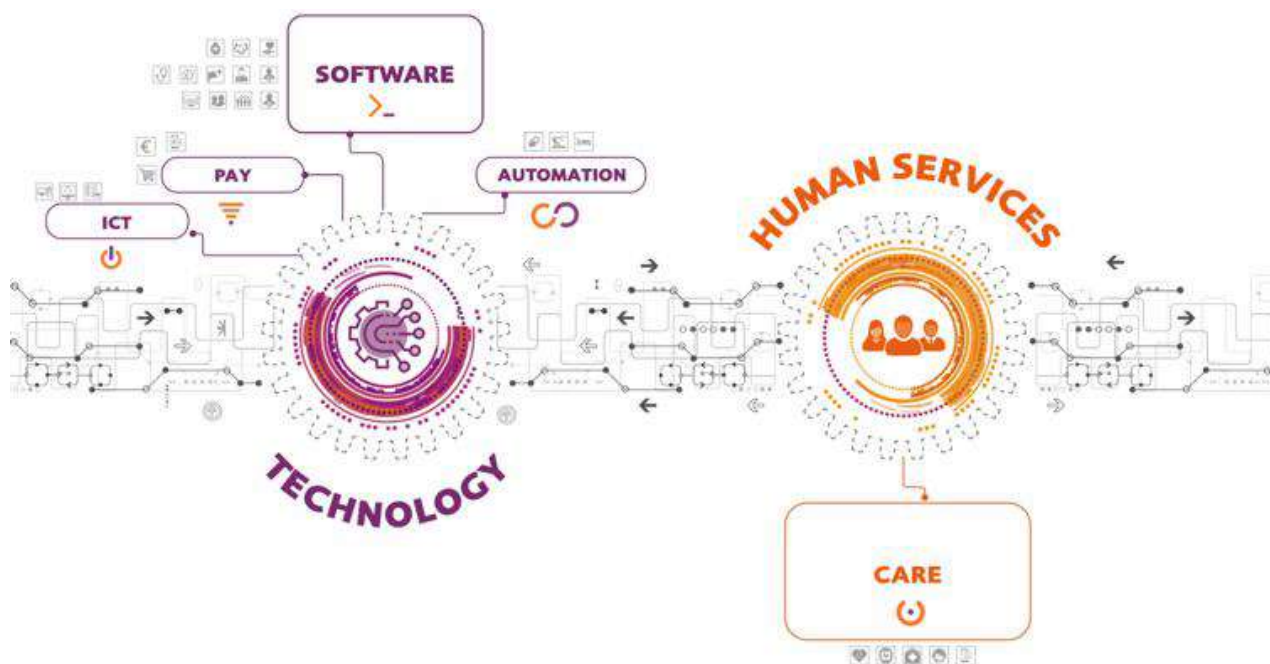 SOFTWARE
PAY
AUTOMATION
ICT
HUMAN SERVICES
TECHNOLOGY
CARE